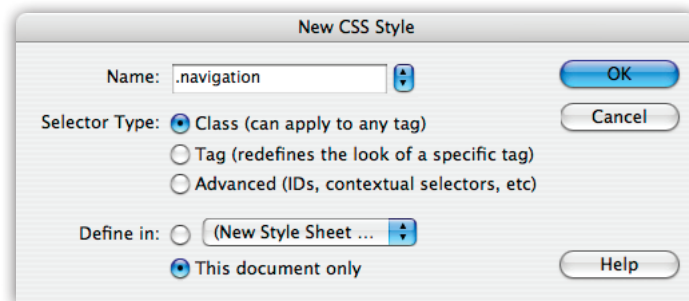 New CSS Style
Name: .navigation OK
Selector Type: Class (can apply to any tag) Cancel
Tag (redefines the look of a specific tag)
Advanced (IDs, contextual selectors, etc)
Define in: (New Style Sheet ...
This document only Help